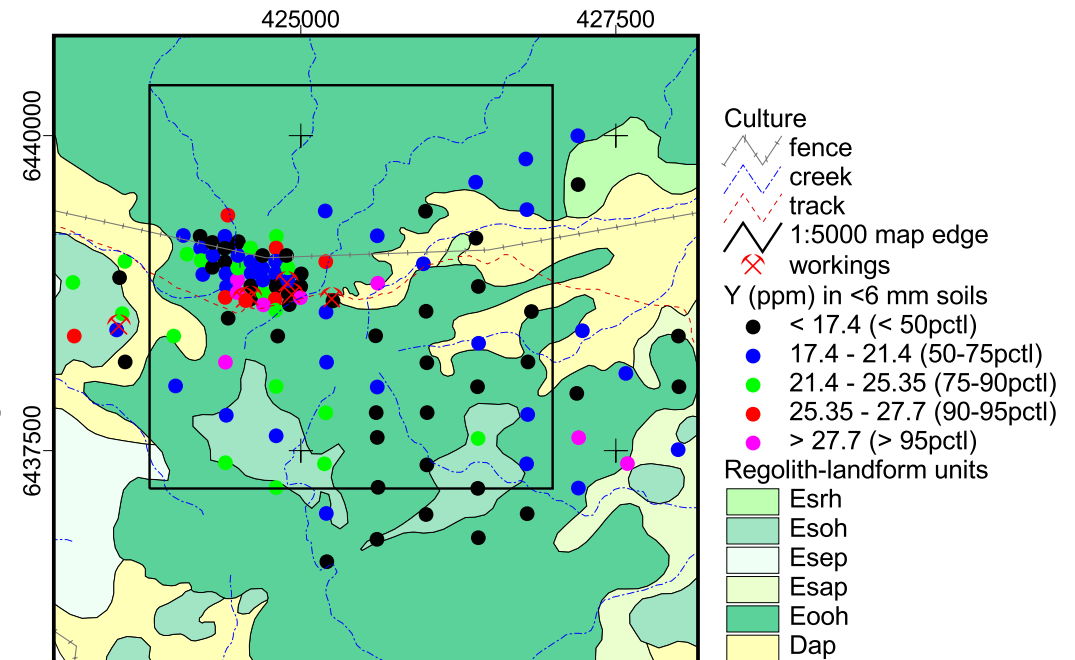 425000 427500
6440000
6437500
Culture
fence
creek
track
1:5000 map edge
workings
Y (ppm) in <6 mm soils
< 17.4 (< 50pctl)
17.4 - 21.4 (50-75pctl)
21.4 - 25.35 (75-90pctl)
25.35 - 27.7 (90-95pctl)
> 27.7 (> 95pctl)
Regolith-landform units
Esrh
Esoh
Esep
Esap
Eooh
Dap